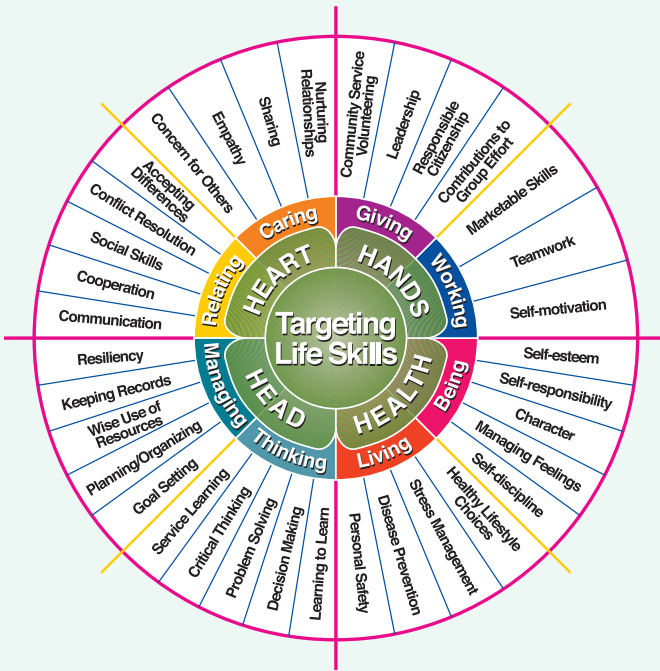 Targeting
Life Skills
HEART
HANDS
HEALTH
HEAD
Caring
Giving
Working
Being
Living
Thinking
Managing
Relating
Nurturing
Relationships
Sharing
Empathy
Concern for Others
Accepting
Differences
Conflict Resolution
Social Skills
Cooperation
Communication
Community Service
Volunteering
Leadership
Responsible
Citizenship
Contributions to
Group Effort
Marketable Skills
Teamwork
Self-motivation
Self-esteem
Self-responsibility
Character
Managing Feelings
Self-discipline
Healthy Lifestyle
Choices
Stress Management
Disease Prevention
Personal Safety
Learning to Learn
Decision Making
Problem Solving
Critical Thinking
Service Learning
Goal Setting
Planning/Organizing
Wise Use of
Resources
Keeping Records
Resiliency